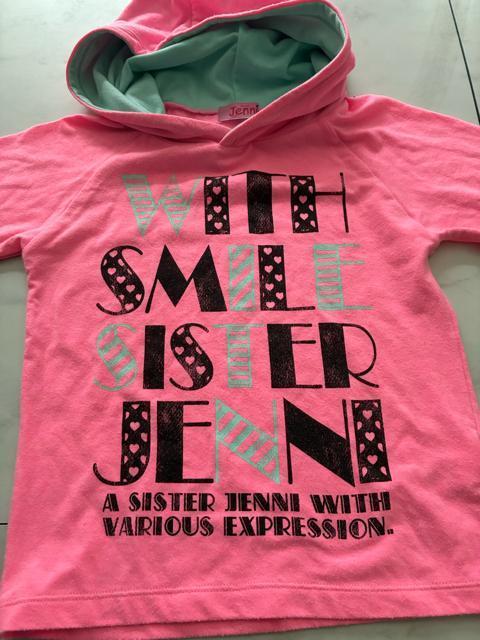 Jenni
WITH
SMILE
SISTER
JENNI
A SISTER JENNI WITH
VARIOUS EXPRESSION..